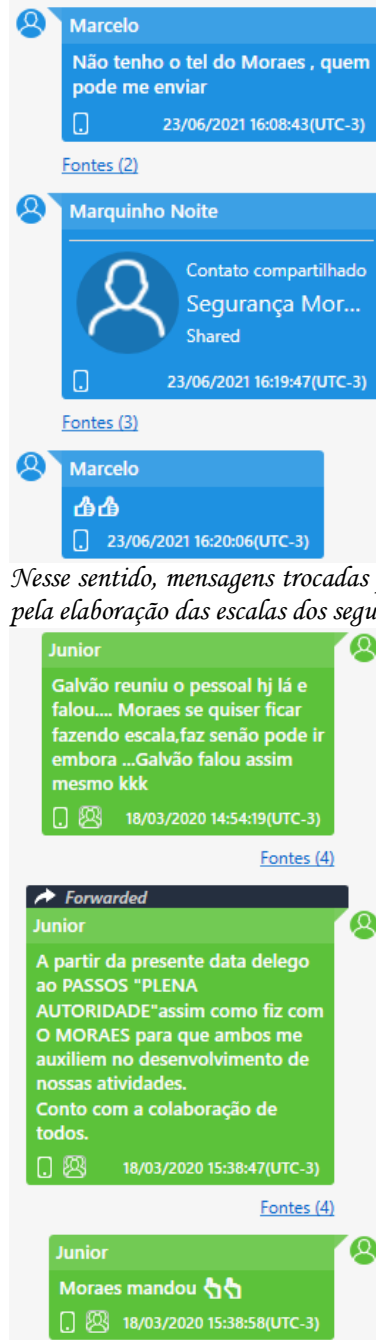 Marcelo
Não tenho o tel do Moraes , quem
pode me enviar
23/06/2021 16:08:43(UTC-3)
Fontes (2)
Marquinho Noite
Contato compartilhado
Segurança Mor...
Shared
23/06/2021 16:19:47(UTC-3)
Fontes (3)
Marcelo
👍👍
23/06/2021 16:20:06(UTC-3)
Nesse sentido, mensagens trocadas
pela elaboração das escalas dos
Junior
Galvão reuniu o pessoal hj lá e
falou.... Moraes se quiser ficar
fazendo escala,faz senão pode ir
embora ...Galvão falou assim
mesmo kkk
18/03/2020 14:54:19(UTC-3)
Fontes (4)
Forwarded
Junior
A partir da presente data delego
ao PASSOS "PLENA
AUTORIDADE"assim como fiz com
O MORAES para que ambos me
auxiliem no desenvolvimento de
nossas atividades.
Conto com a colaboração de
todos.
18/03/2020 15:38:47(UTC-3)
Fontes (4)
Junior
Moraes mandou 👆👆
18/03/2020 15:38:58(UTC-3)